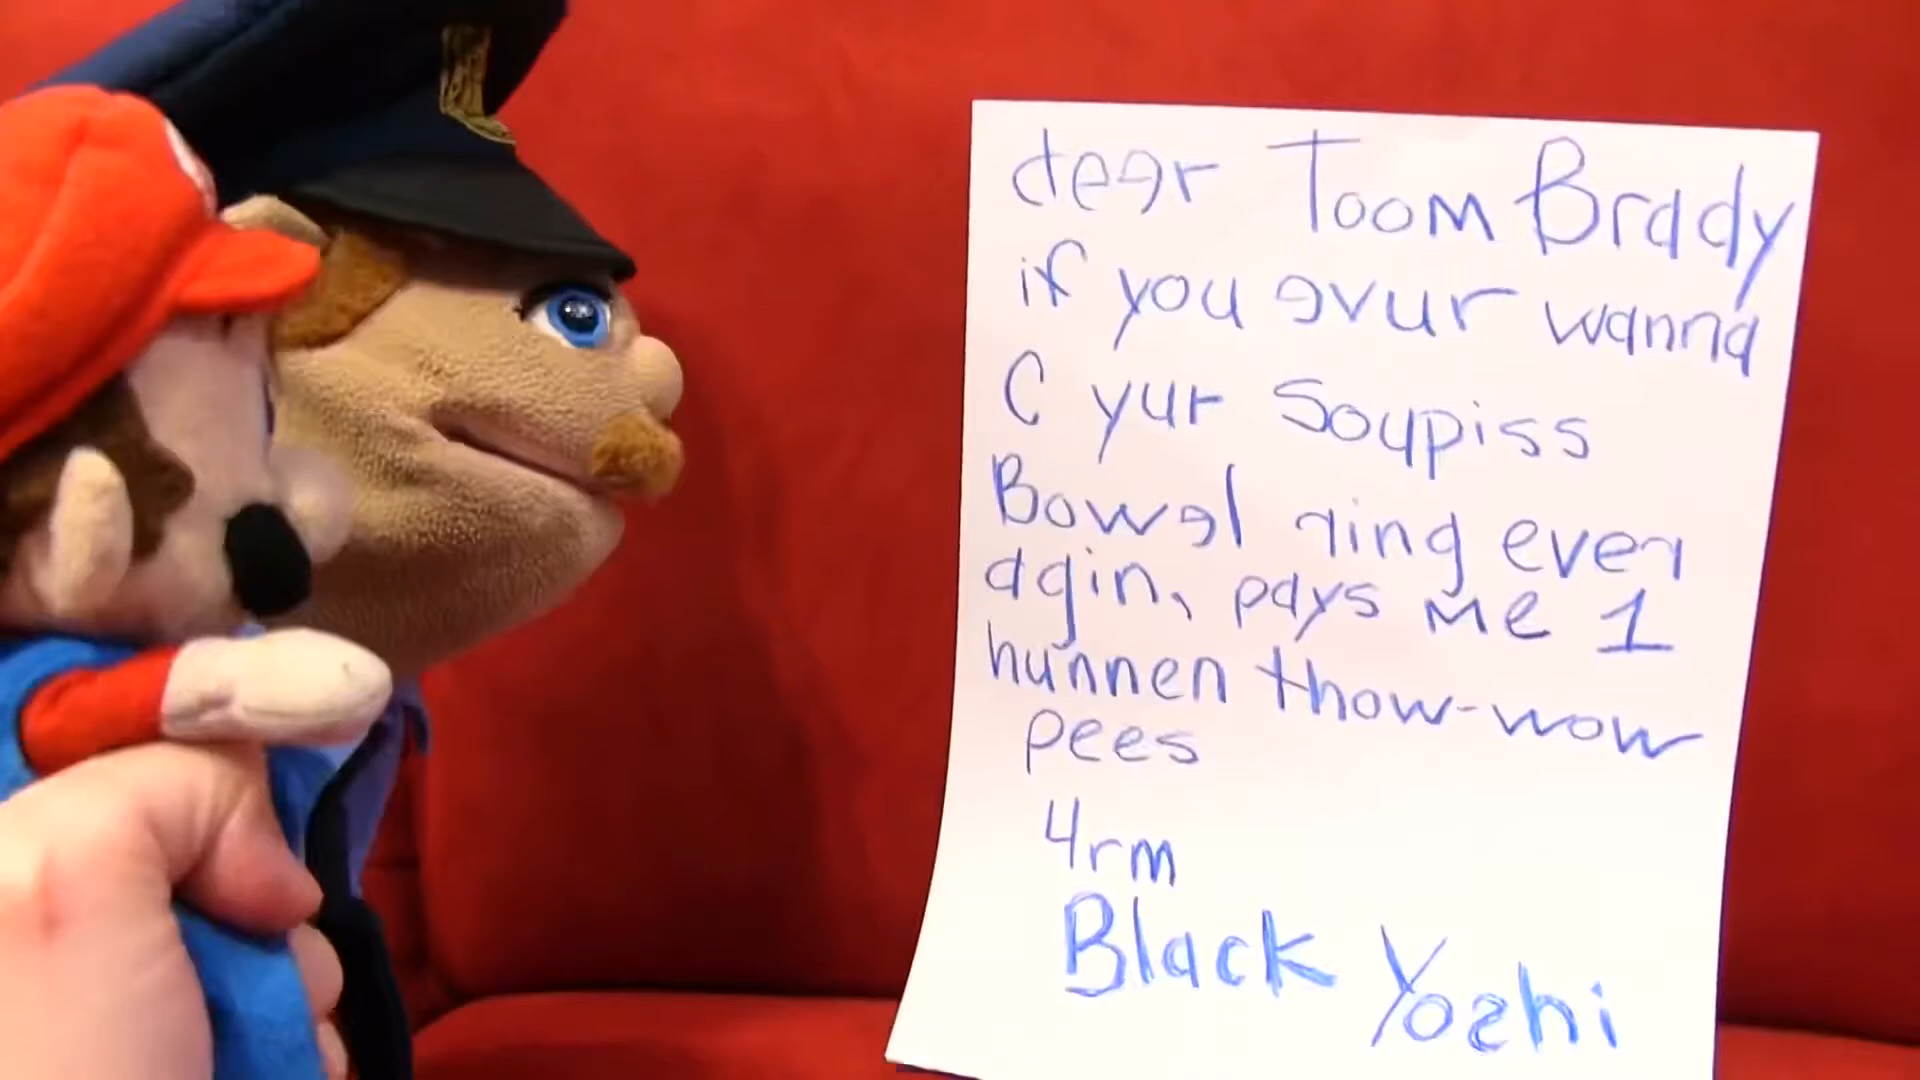 dear Toom Brady
if you evur wanna
C yur Soupiss
Bowel ring ever
agin, pays me 1
hunnen thow-wow
pees
4rm
Black Yoshi